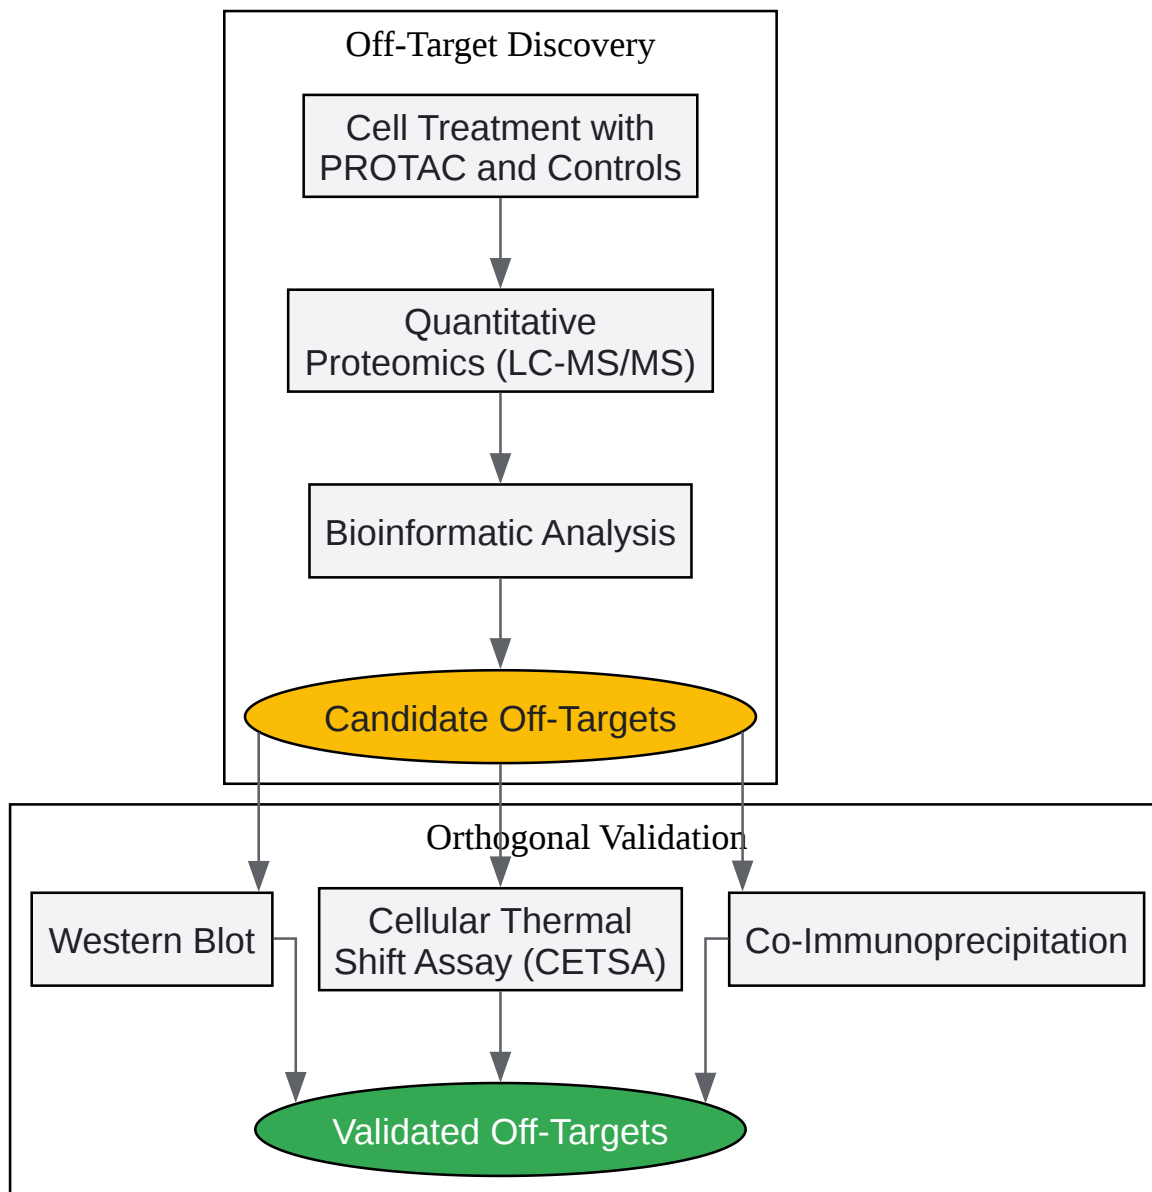 Off-Target Discovery
Cell Treatment with
PROTAC and Controls
Quantitative
Proteomics (LC-MS/MS)
Bioinformatic Analysis
Candidate Off-Targets
Orthogonal Validation
Western Blot
Cellular Thermal
Shift Assay (CETSA)
Co-Immunoprecipitation
Validated Off-Targets